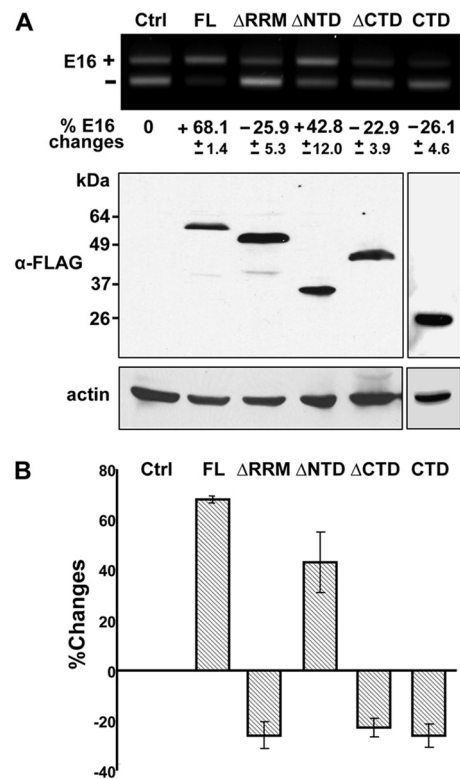 A
Ctrl FL ΔRRM ΔNTD ΔCTD CTD
E16 +
−
% E16 changes 0 + 68.1 −25.9 +42.8 −22.9 −26.1
± 1.4 ± 5.3 ±12.0 ± 3.9 ± 4.6
kDa
64
49
α-FLAG
37
26
actin
B
Ctrl FL ΔRRM ΔNTD ΔCTD CTD
80
60
40
20
0
-20
-40
%Changes